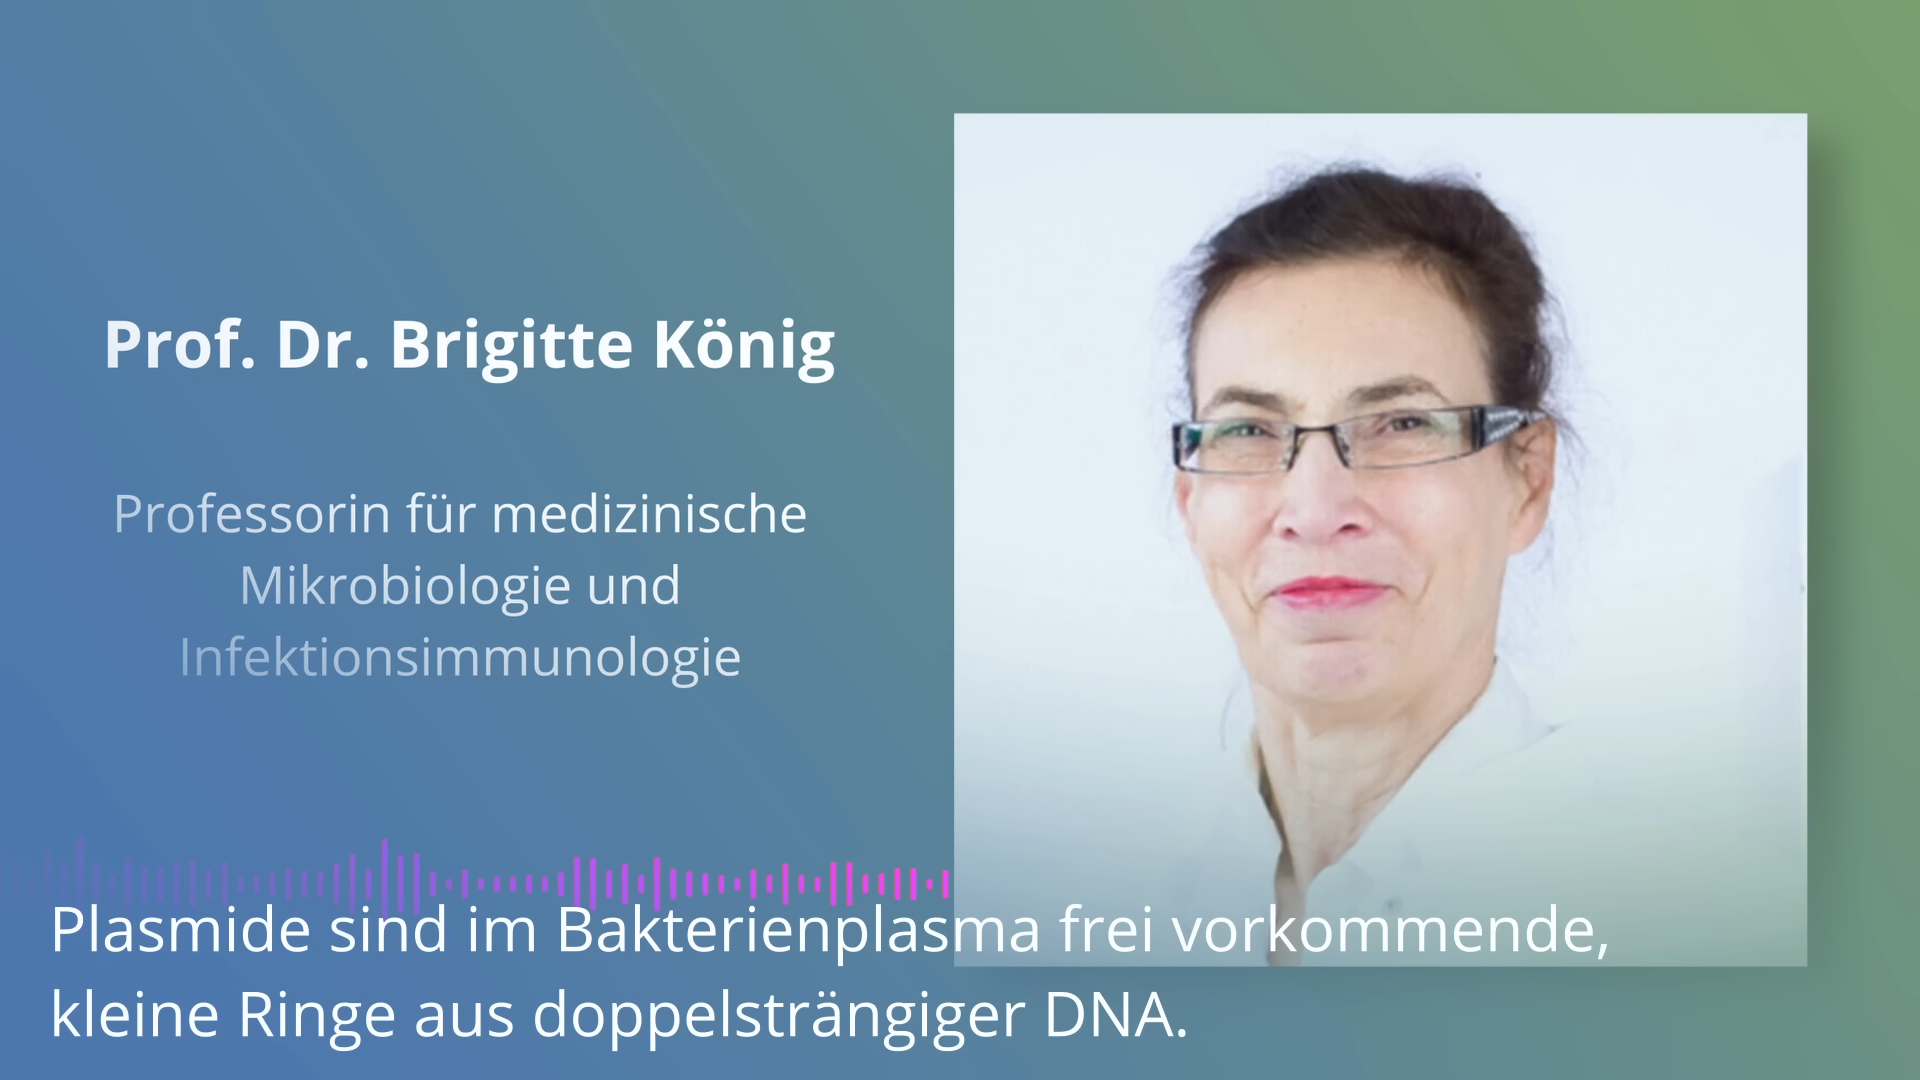 Prof. Dr. Brigitte König
Professorin für medizinische
Mikrobiologie und
Infektionsimmunologie
Plasmide sind im Bakterienplasma frei vorkommende,
kleine Ringe aus doppelsträngiger DNA.